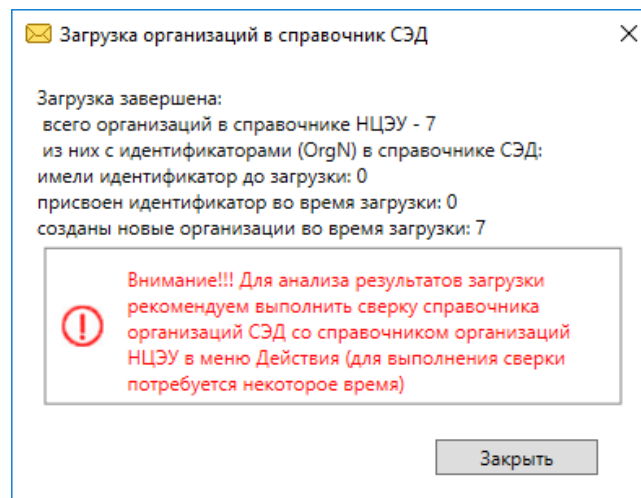 Загрузка организаций в справочник СЭД
Загрузка завершена:
всего организаций в справочнике НЦЭУ - 7
из них с идентификаторами (OrgN) в справочнике СЭД:
имели идентификатор до загрузки: 0
присвоен идентификатор во время загрузки: 0
созданы новые организации во время загрузки: 7
Внимание!!! Для анализа результатов загрузки
рекомендуем выполнить сверку справочника
организаций СЭД со справочником организаций
НЦЭУ в меню Действия (для выполнения сверки
потребуется некоторое время)
Закрыть